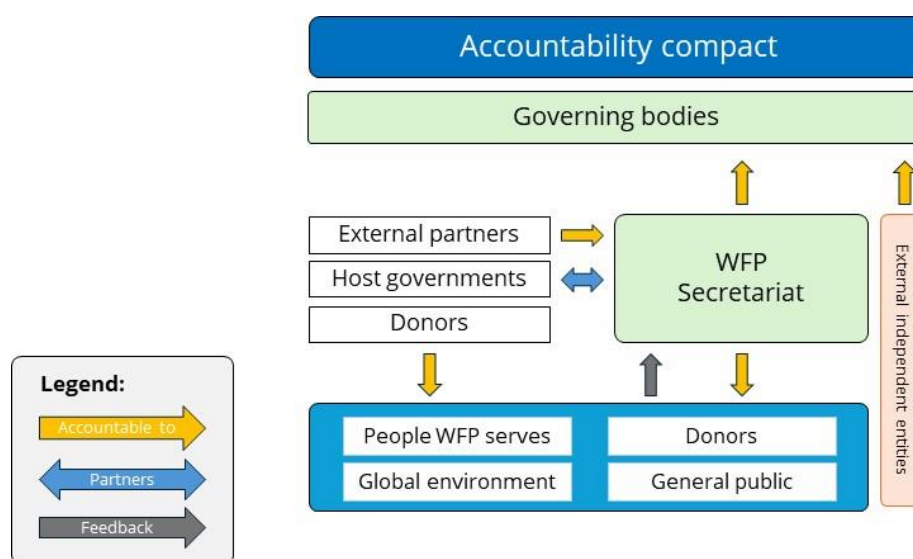 Accountability compact
Governing bodies
External partners
Host governments
Donors
WFP
Secretariat
External independent entities
Legend:
Accountable to
Partners
Feedback
People WFP serves
Donors
Global environment
General public